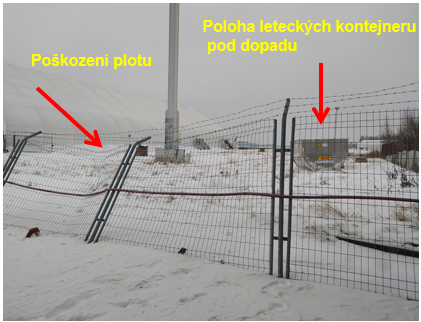 Poloha leteckých kontejneru
pod dopadu
Poškození plotu